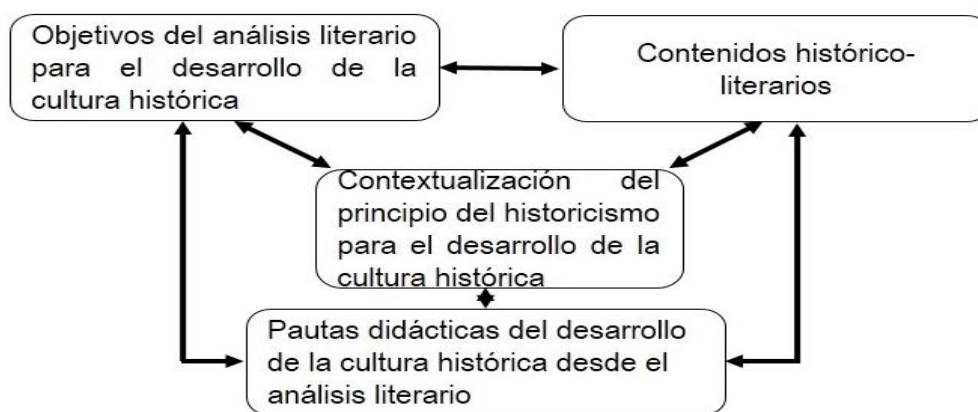 Objetivos del análisis literario
para el desarrollo de la
cultura histórica
Contenidos histórico-
literarios
Contextualización del
principio del historicismo
para el desarrollo de la
cultura histórica
Pautas didácticas del desarrollo
de la cultura histórica desde el
análisis literario